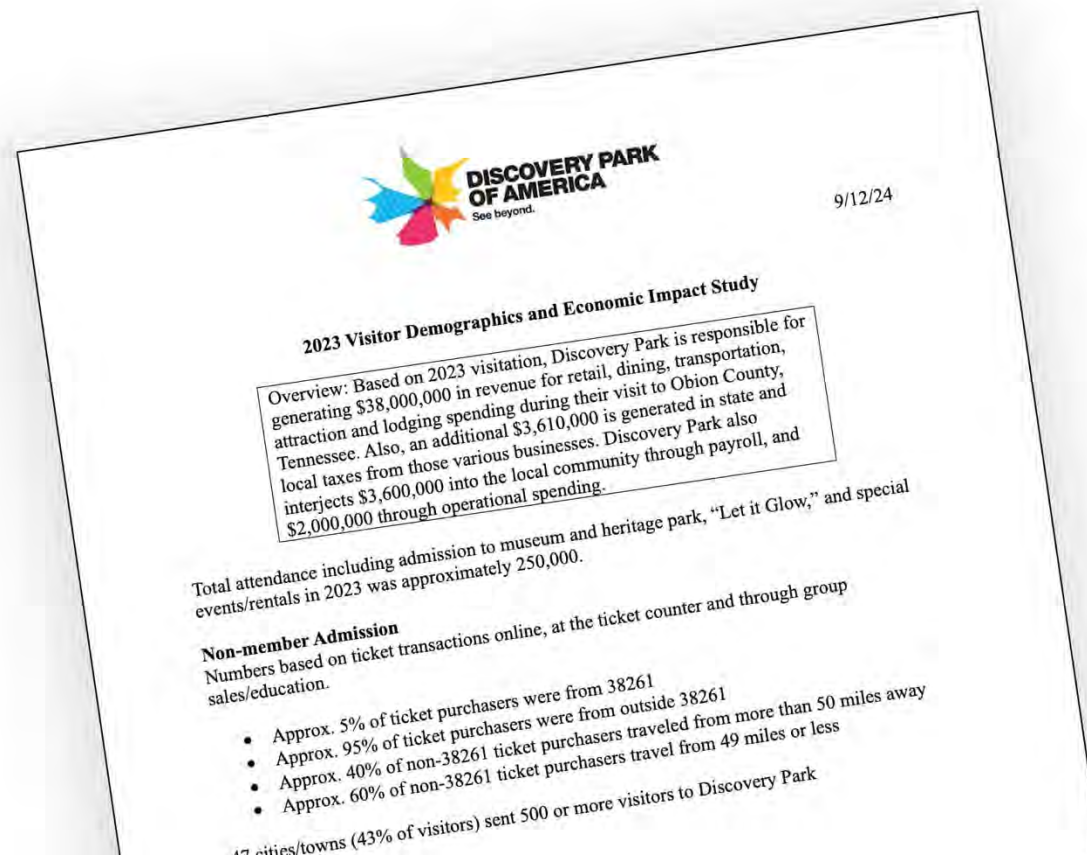 DISCOVERY PARK
OF AMERICA
See beyond.
9/12/24
2023 Visitor Demographics and Economic Impact Study
Overview: Based on 2023 visitation, Discovery Park is responsible for
generating $38,000,000 in revenue for retail, dining, transportation,
attraction and lodging spending during their visit to Obion County,
Tennessee. Also, an additional $3,610,000 is generated in state and
local taxes from those various businesses. Discovery Park also
interjects $3,600,000 into the local community through payroll, and
$2,000,000 through operational spending.
Total attendance including admission to museum and heritage park, “Let it Glow,” and special
events/rentals in 2023 was approximately 250,000.
Non-member Admission
Numbers based on ticket transactions online, at the ticket counter and through group
sales/education.
• Approx. 5% of ticket purchasers were from 38261
• Approx. 95% of ticket purchasers were from outside 38261
• Approx. 40% of non-38261 ticket purchasers traveled from more than 50 miles away
• Approx. 60% of non-38261 ticket purchasers travel from 49 miles or less
47 cities/towns (43% of visitors) sent 500 or more visitors to Discovery Park